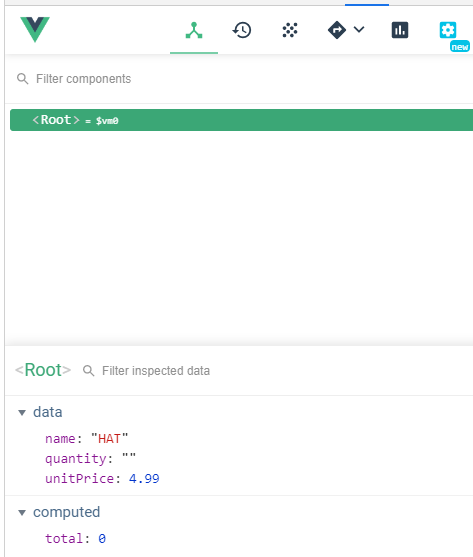 new
Filter components
<Root> = $vm0
<Root> Filter inspected data
data
name: "HAT"
quantity: ""
unitPrice: 4.99
computed
total: 0